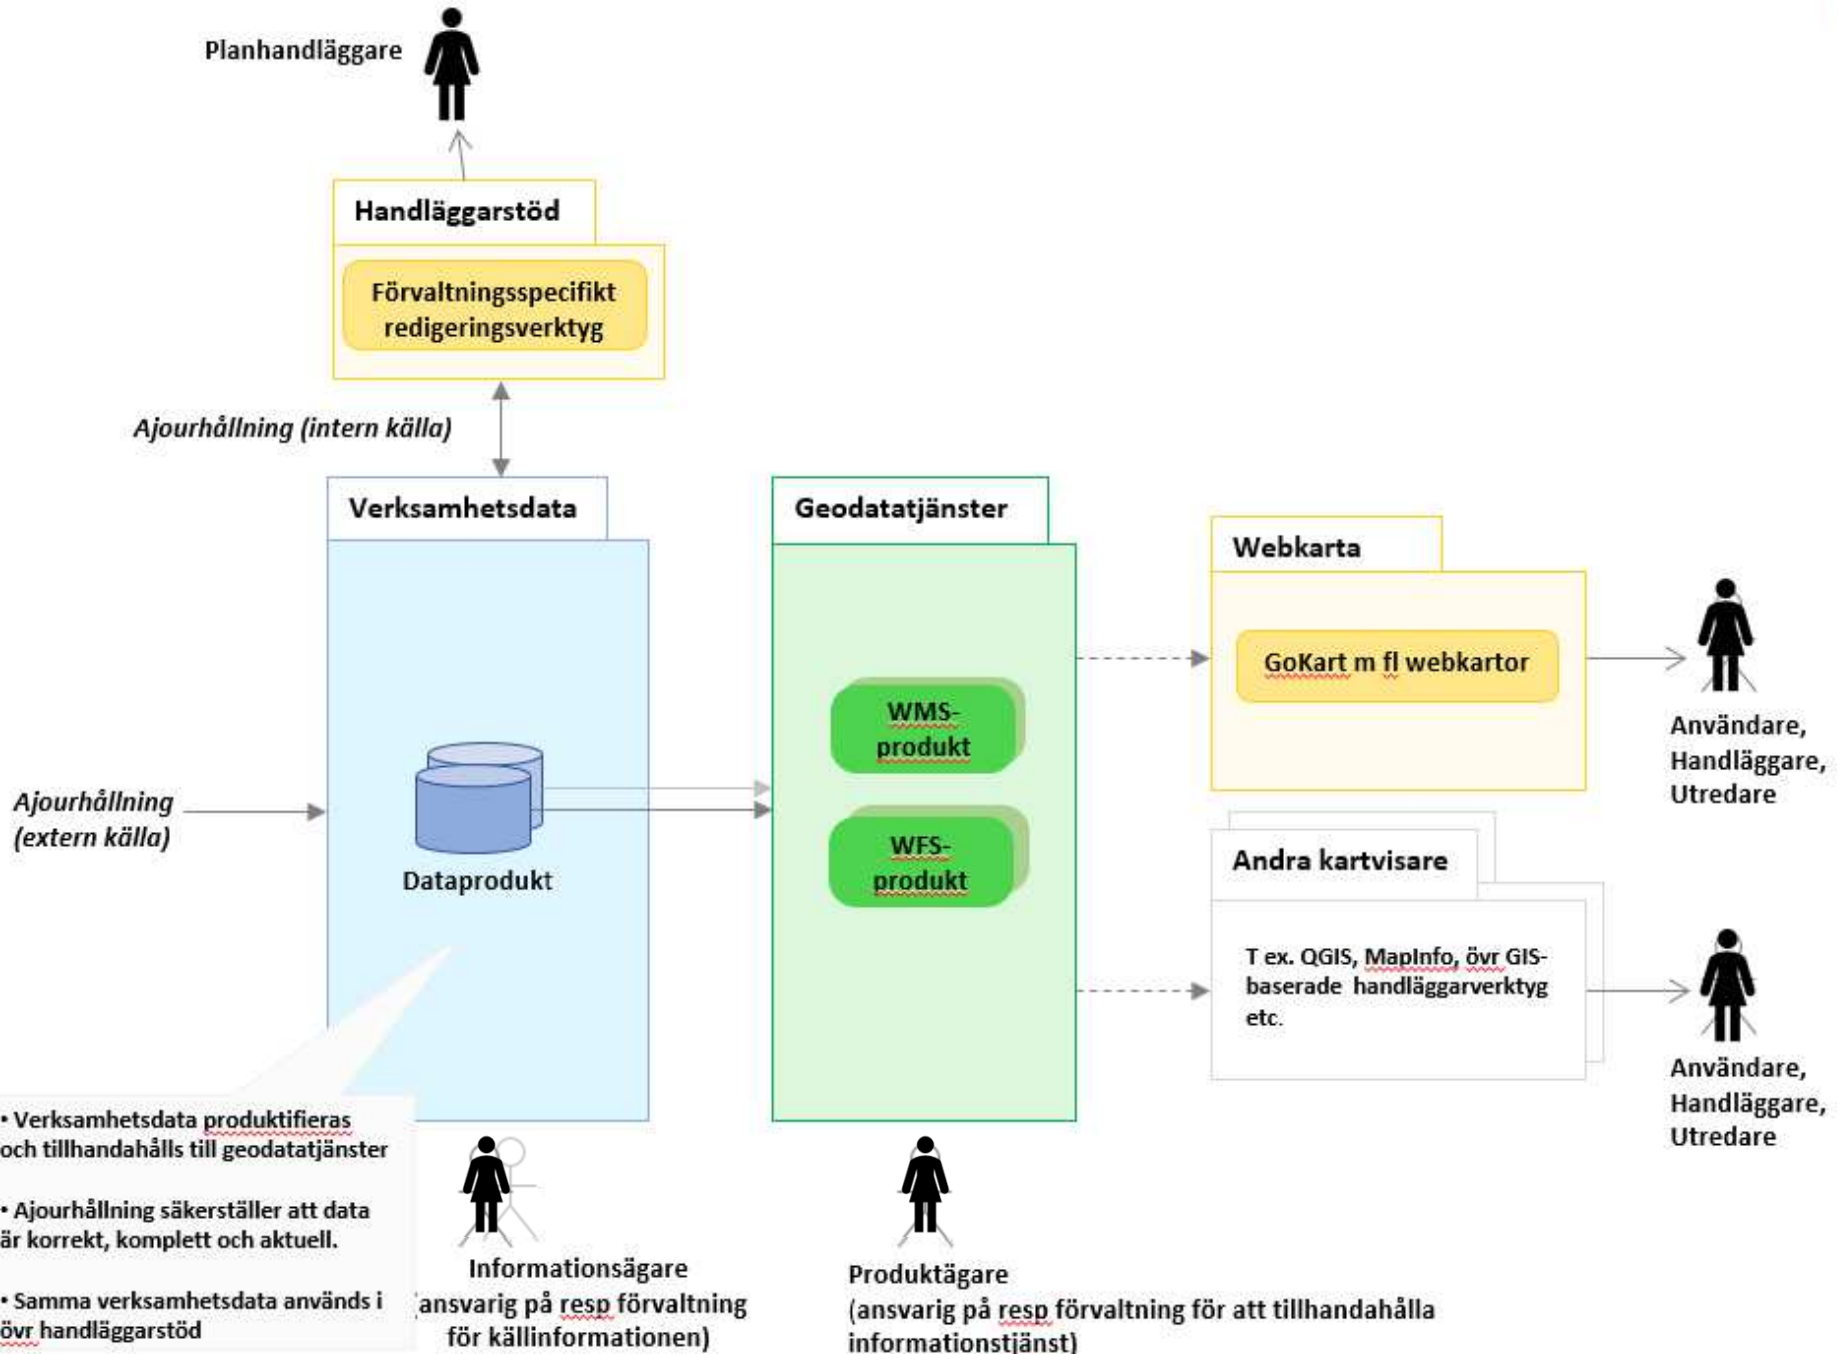 Planhandläggare
Handläggarstöd
Förvaltningsspecifikt
redigeringsverktyg
Ajourhållning (intern källa)
Verksamhetsdata
Geodatatjänster
Webkarta
GoKart m fl webkartor
WMS-
produkt
Användare,
Handläggare,
Utredare
Ajourhållning
(extern källa)
WFS-
produkt
Dataprodukt
Andra kartvisare
T ex. QGIS, MapInfo, övr GIS-
baserade handläggarverktyg
etc.
Användare,
Handläggare,
Utredare
• Verksamhetsdata produktifieras
och tillhandahålls till geodatatjänster
• Ajourhållning säkerställer att data
är korrekt, komplett och aktuell.
• Samma verksamhetsdata används i
övr handläggarstöd
Informationsägare
(ansvarig på resp förvaltning
för källinformationen)
Produktägare
(ansvarig på resp förvaltning för att tillhandahålla
informationstjänst)